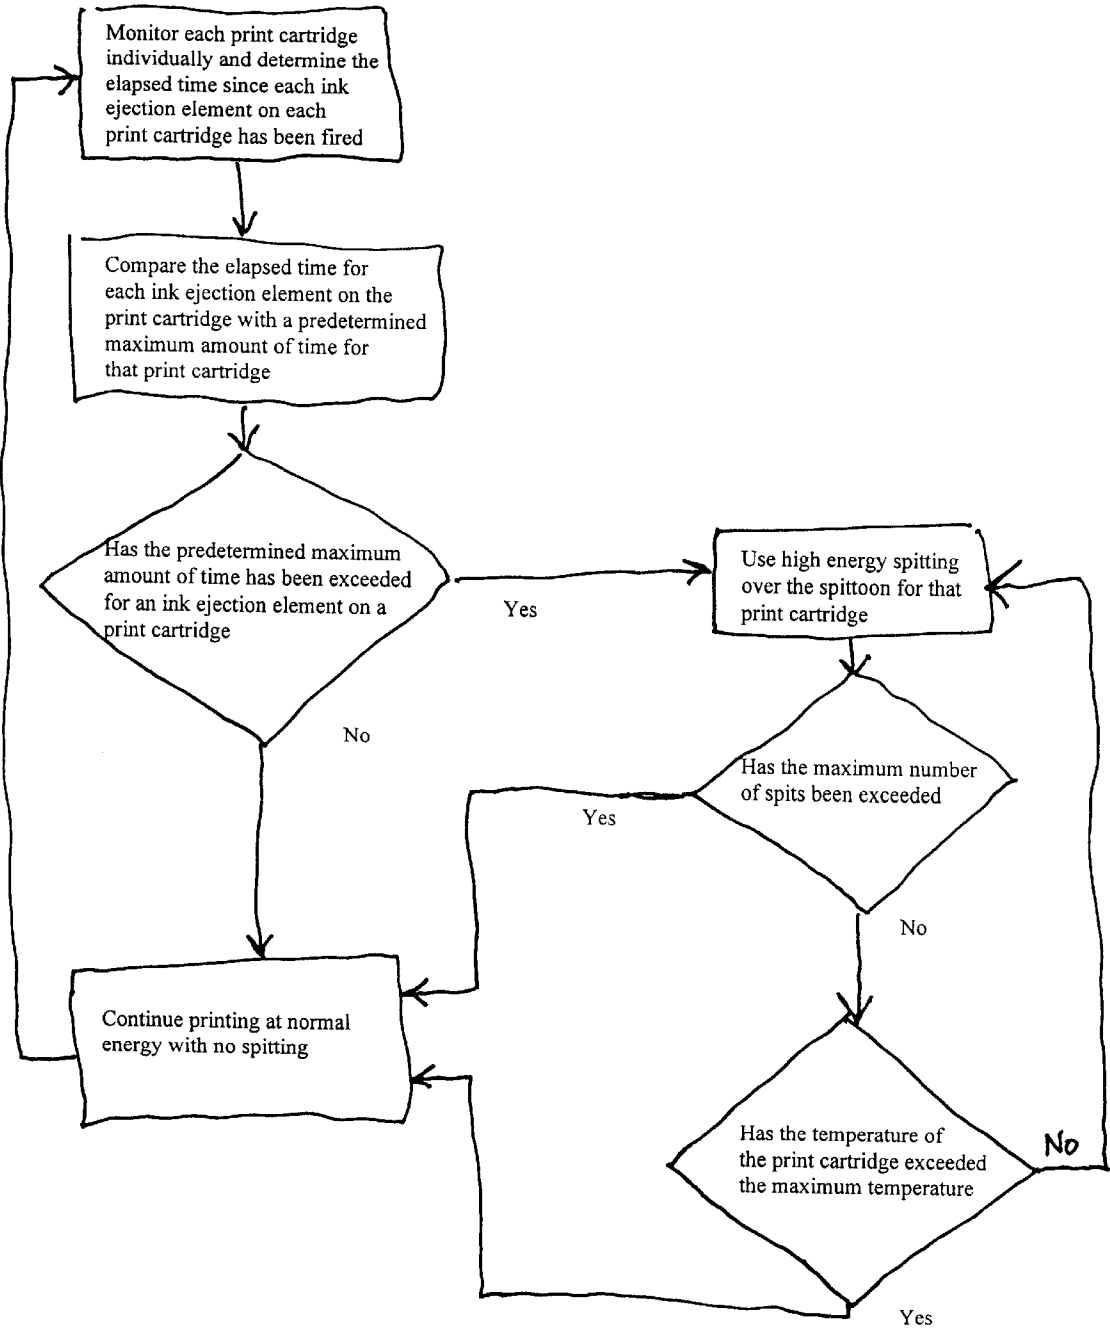 Monitor each print cartridge
individually and determine the
elapsed time since each ink
ejection element on each
print cartridge has been fired
Compare the elapsed time for
each ink ejection element on the
print cartridge with a predetermined
maximum amount of time for
that print cartridge
Has the predetermined maximum
amount of time has been exceeded
for an ink ejection element on a
print cartridge
Yes
No
Use high energy spitting
over the spittoon for that
print cartridge
Has the maximum number
of spits been exceeded
Yes
No
Continue printing at normal
energy with no spitting
Has the temperature of
the print cartridge exceeded
the maximum temperature
No
Yes